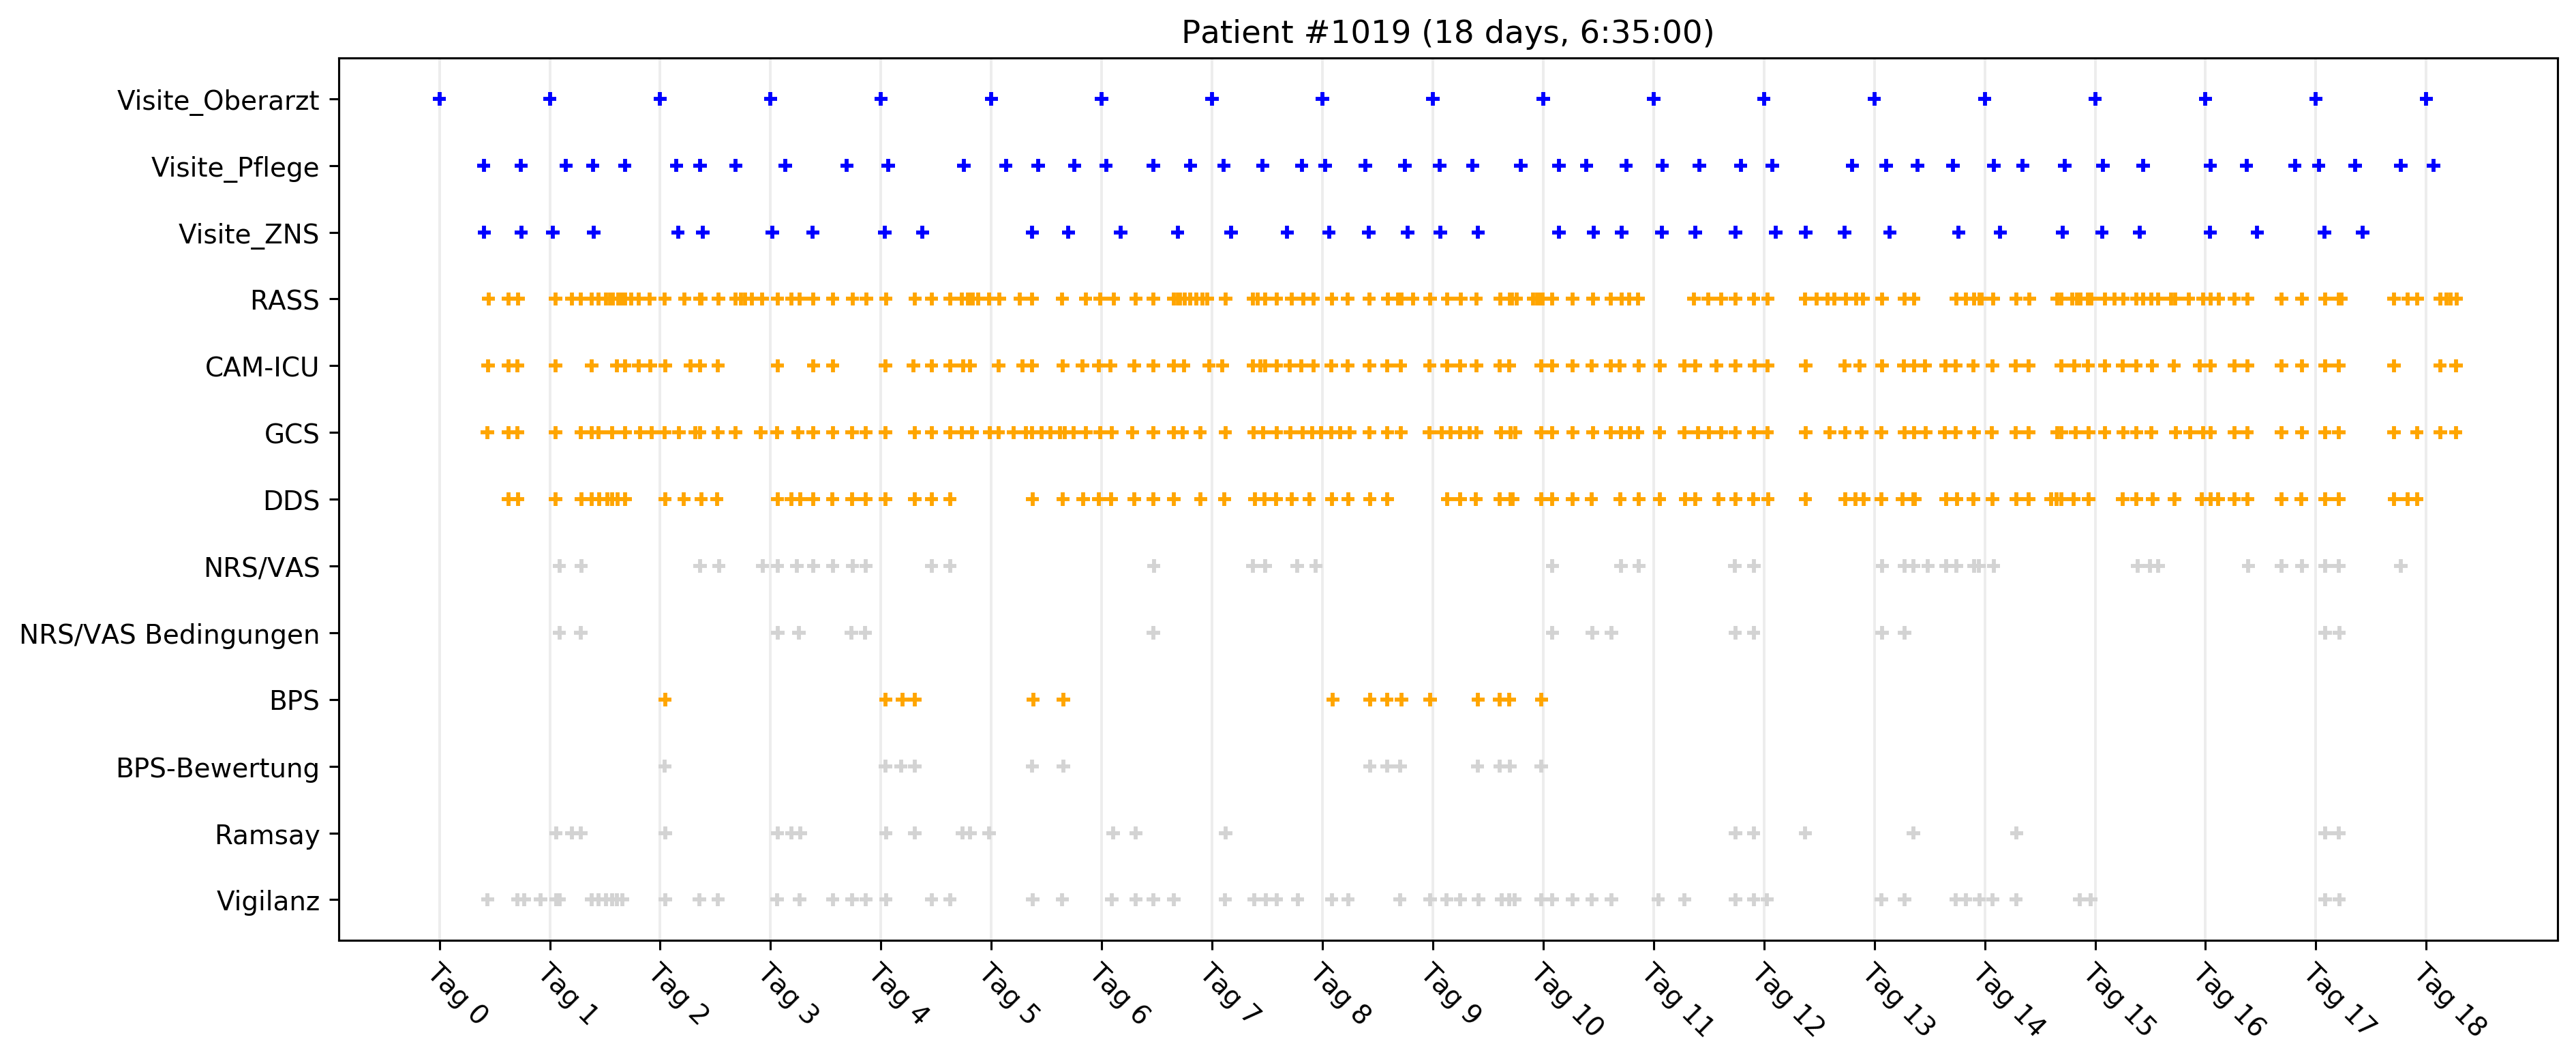 Patient #1019 (18 days, 6:35:00)
Visite_Oberarzt
Visite_Pflege
Visite_ZNS
RASS
CAM-ICU
GCS
DDS
NRS/VAS
NRS/VAS Bedingungen
BPS
BPS-Bewertung
Ramsay
Vigilanz
Tag 0
Tag 1
Tag 2
Tag 3
Tag 4
Tag 5
Tag 6
Tag 7
Tag 8
Tag 9
Tag 10
Tag 11
Tag 12
Tag 13
Tag 14
Tag 15
Tag 16
Tag 17
Tag 18